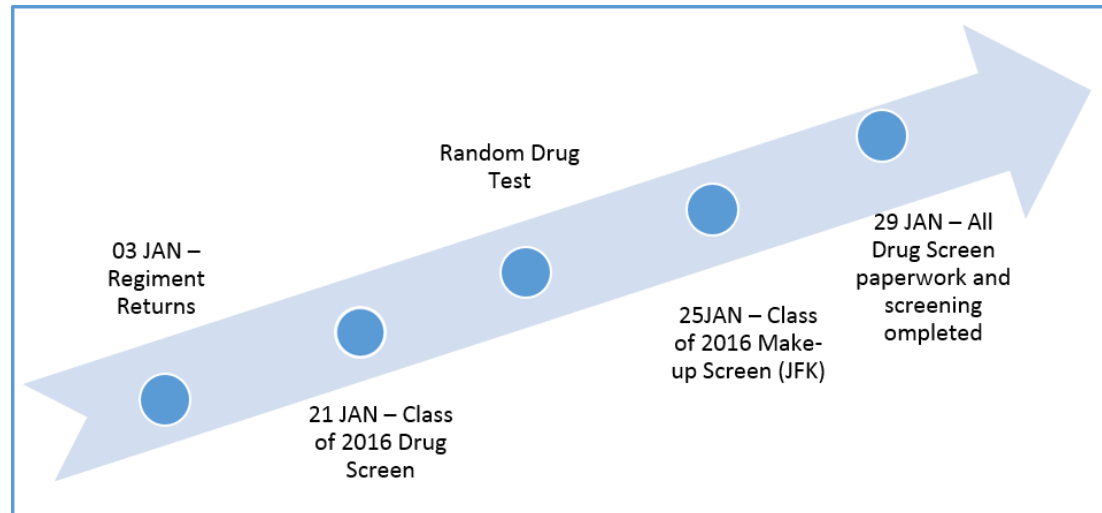 03 JAN –
Regiment
Returns
21 JAN – Class
of 2016 Drug
Screen
Random Drug
Test
25JAN – Class
of 2016 Make-
up Screen (JFK)
29 JAN – All
Drug Screen
paperwork and
screening
ompleted